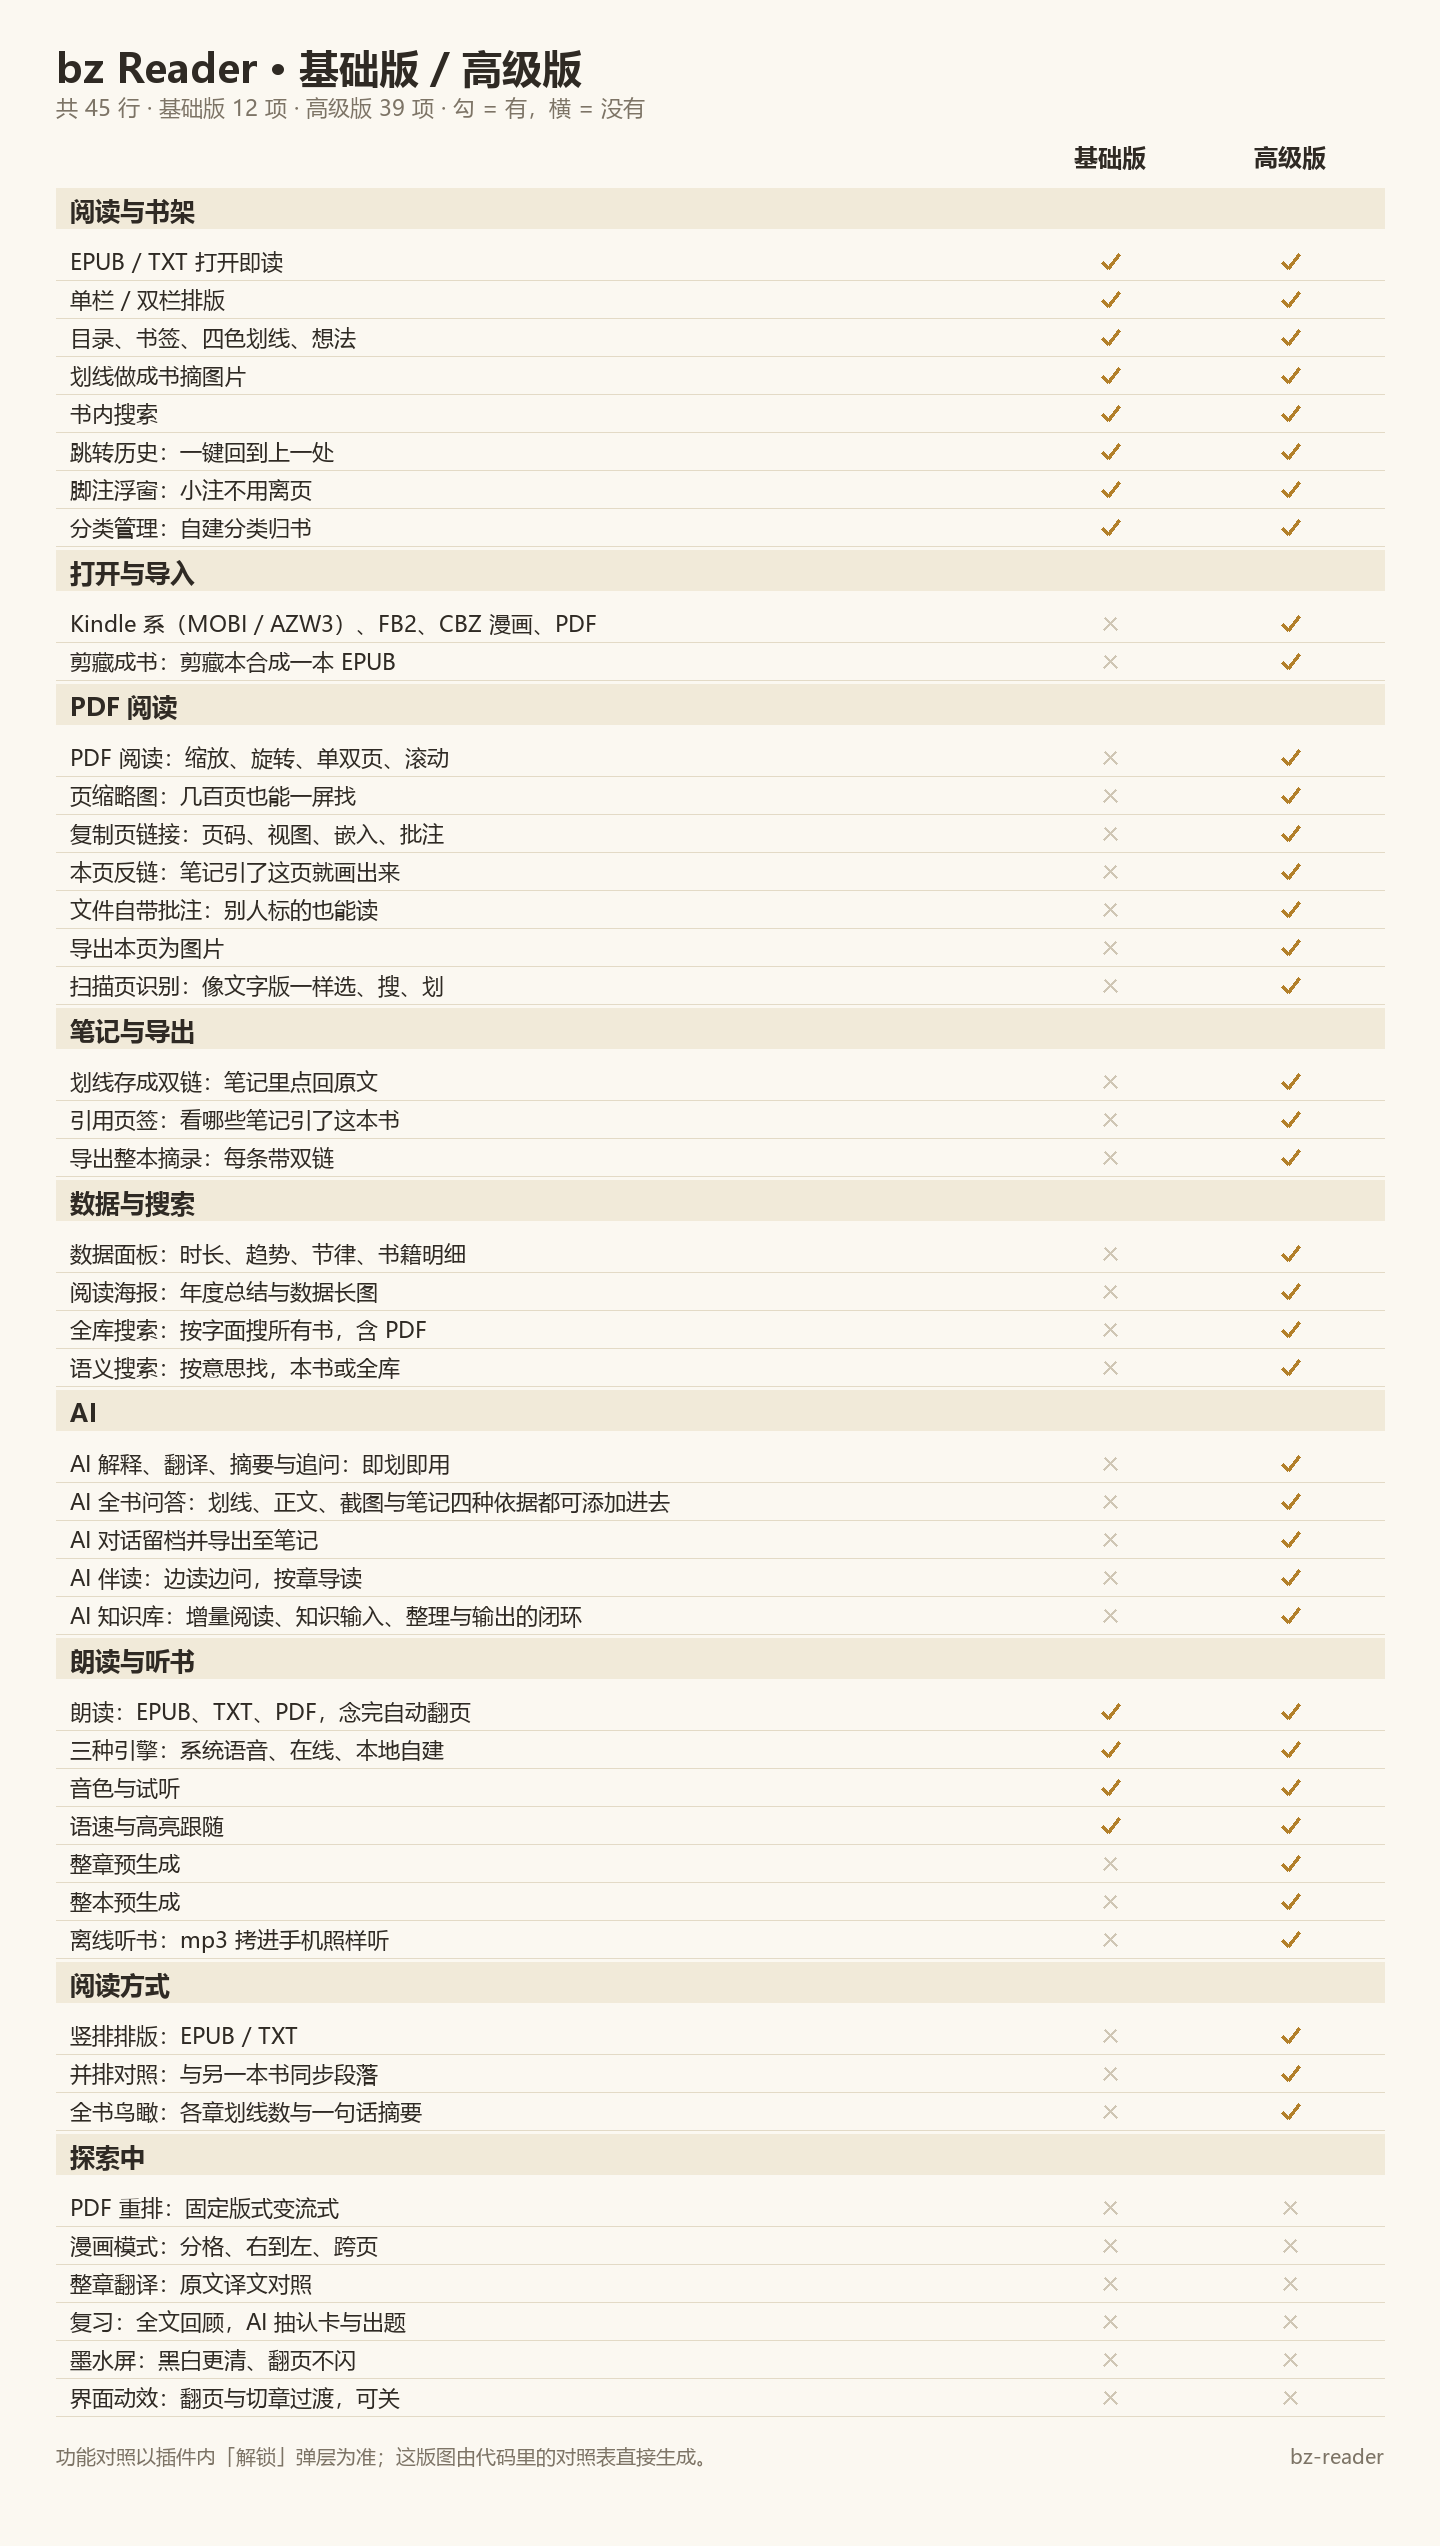 bz Reader • 基础版 / 高级版
共 45 行 · 基础版 12 项 · 高级版 39 项 · 勾 = 有，横 = 没有
基础版 高级版
阅读与书架
EPUB / TXT 打开即读 ✓ ✓
单栏 / 双栏排版 ✓ ✓
目录、书签、四色划线、想法 ✓ ✓
划线做成书摘图片 ✓ ✓
书内搜索 ✓ ✓
跳转历史：一键回到上一处 ✓ ✓
脚注浮窗：小注不用离页 ✓ ✓
分类管理：自建分类归书 ✓ ✓
打开与导入
Kindle 系（MOBI / AZW3）、FB2、CBZ 漫画、PDF × ✓
剪藏成书：剪藏本合成一本 EPUB × ✓
PDF 阅读
PDF 阅读：缩放、旋转、单双页、滚动 × ✓
页缩略图：几百页也能一屏找 × ✓
复制页链接：页码、视图、嵌入、批注 × ✓
本页反链：笔记引了这页就画出来 × ✓
文件自带批注：别人标的也能读 × ✓
导出本页为图片 × ✓
扫描页识别：像文字版一样选、搜、划 × ✓
笔记与导出
划线存成双链：笔记里点回原文 × ✓
引用页签：看哪些笔记引了这本书 × ✓
导出整本摘录：每条带双链 × ✓
数据与搜索
数据面板：时长、趋势、节律、书籍明细 × ✓
阅读海报：年度总结与数据长图 × ✓
全库搜索：按字面搜所有书，含 PDF × ✓
语义搜索：按意思找，本书或全库 × ✓
AI
AI 解释、翻译、摘要与追问：即划即用 × ✓
AI 全书问答：划线、正文、截图与笔记四种依据都可添加进去 × ✓
AI 对话留档并导出至笔记 × ✓
AI 伴读：边读边问，按章导读 × ✓
AI 知识库：增量阅读、知识输入、整理与输出的闭环 × ✓
朗读与听书
朗读：EPUB、TXT、PDF，念完自动翻页 ✓ ✓
三种引擎：系统语音、在线、本地自建 ✓ ✓
音色与试听 ✓ ✓
语速与高亮跟随 ✓ ✓
整章预生成 × ✓
整本预生成 × ✓
离线听书：mp3 拷进手机照样听 × ✓
阅读方式
竖排排版：EPUB / TXT × ✓
并排对照：与另一本书同步段落 × ✓
全书鸟瞰：各章划线数与一句话摘要 × ✓
探索中
PDF 重排：固定版式变流式 × ×
漫画模式：分格、右到左、跨页 × ×
整章翻译：原文译文对照 × ×
复习：全文回顾，AI 抽认卡与出题 × ×
墨水屏：黑白更清、翻页不闪 × ×
界面动效：翻页与切章过渡，可关 × ×
功能对照以插件内「解锁」弹层为准；这版图由代码里的对照表直接生成。 bz-reader